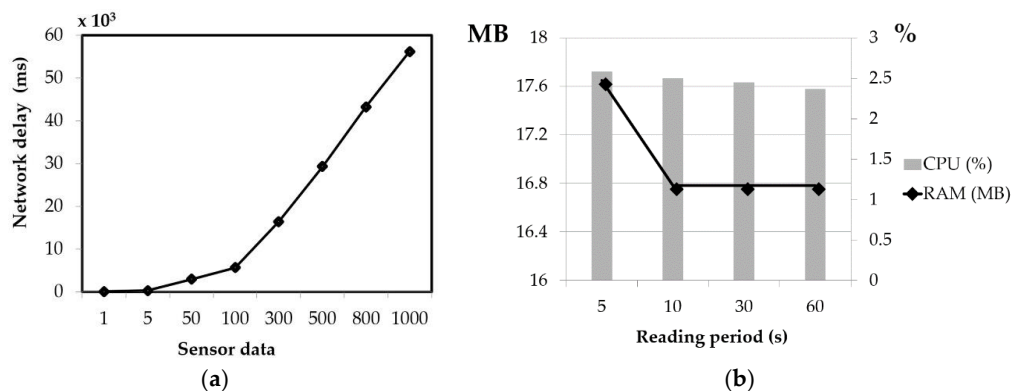 x 10³
60
50
40
30
20
10
0
Network delay (ms)
1 5 50 100 300 500 800 1000
Sensor data
(a)
MB
%
18
17.6
17.2
16.8
16.4
16
3
2.5
2
1.5
1
0.5
0
CPU (%)
RAM (MB)
5 10 30 60
Reading period (s)
(b)